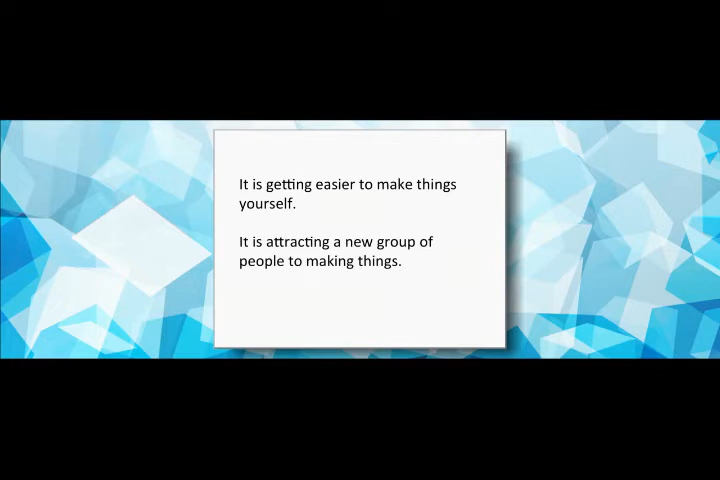 It is getting easier to make things
yourself.
It is attracting a new group of
people to making things.